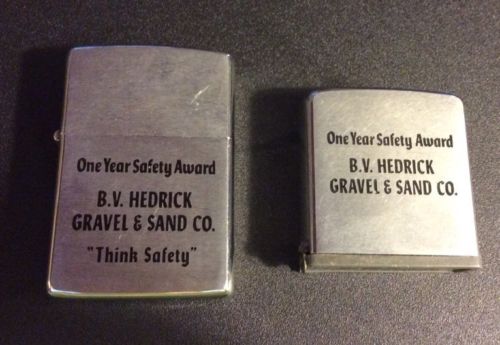 One Year Safety Award
B.V. HEDRICK
GRAVEL & SAND CO.
"Think Safety"
One Year Safety Award
B.V. HEDRICK
GRAVEL & SAND CO.